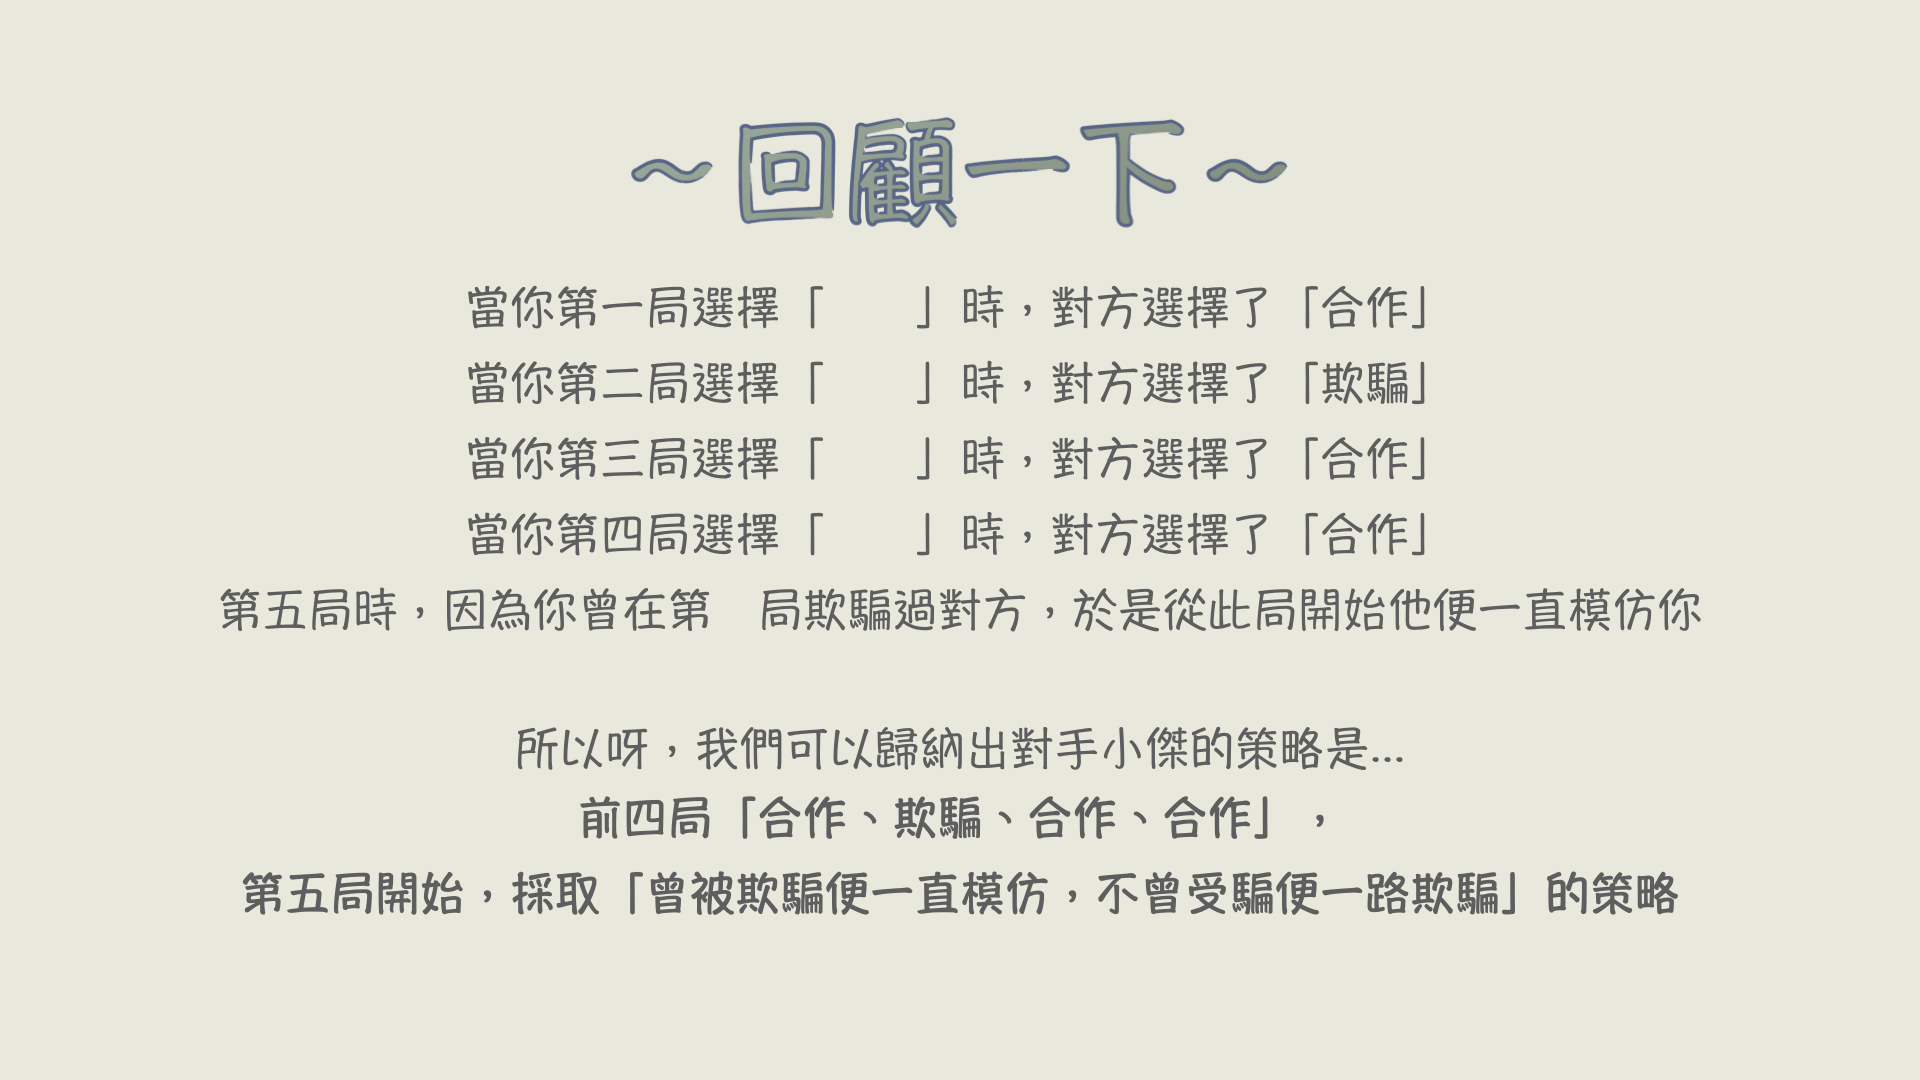 ～回顧一下～
當你第一局選擇「　　」時，對方選擇了「合作」
當你第二局選擇「　　」時，對方選擇了「欺騙」
當你第三局選擇「　　」時，對方選擇了「合作」
當你第四局選擇「　　」時，對方選擇了「合作」
第五局時，因為你曾在第　局欺騙過對方，於是從此局開始他便一直模仿你
所以呀，我們可以歸納出對手小傑的策略是...
前四局「合作、欺騙、合作、合作」，
第五局開始，採取「曾被欺騙便一直模仿，不曾受騙便一路欺騙」的策略